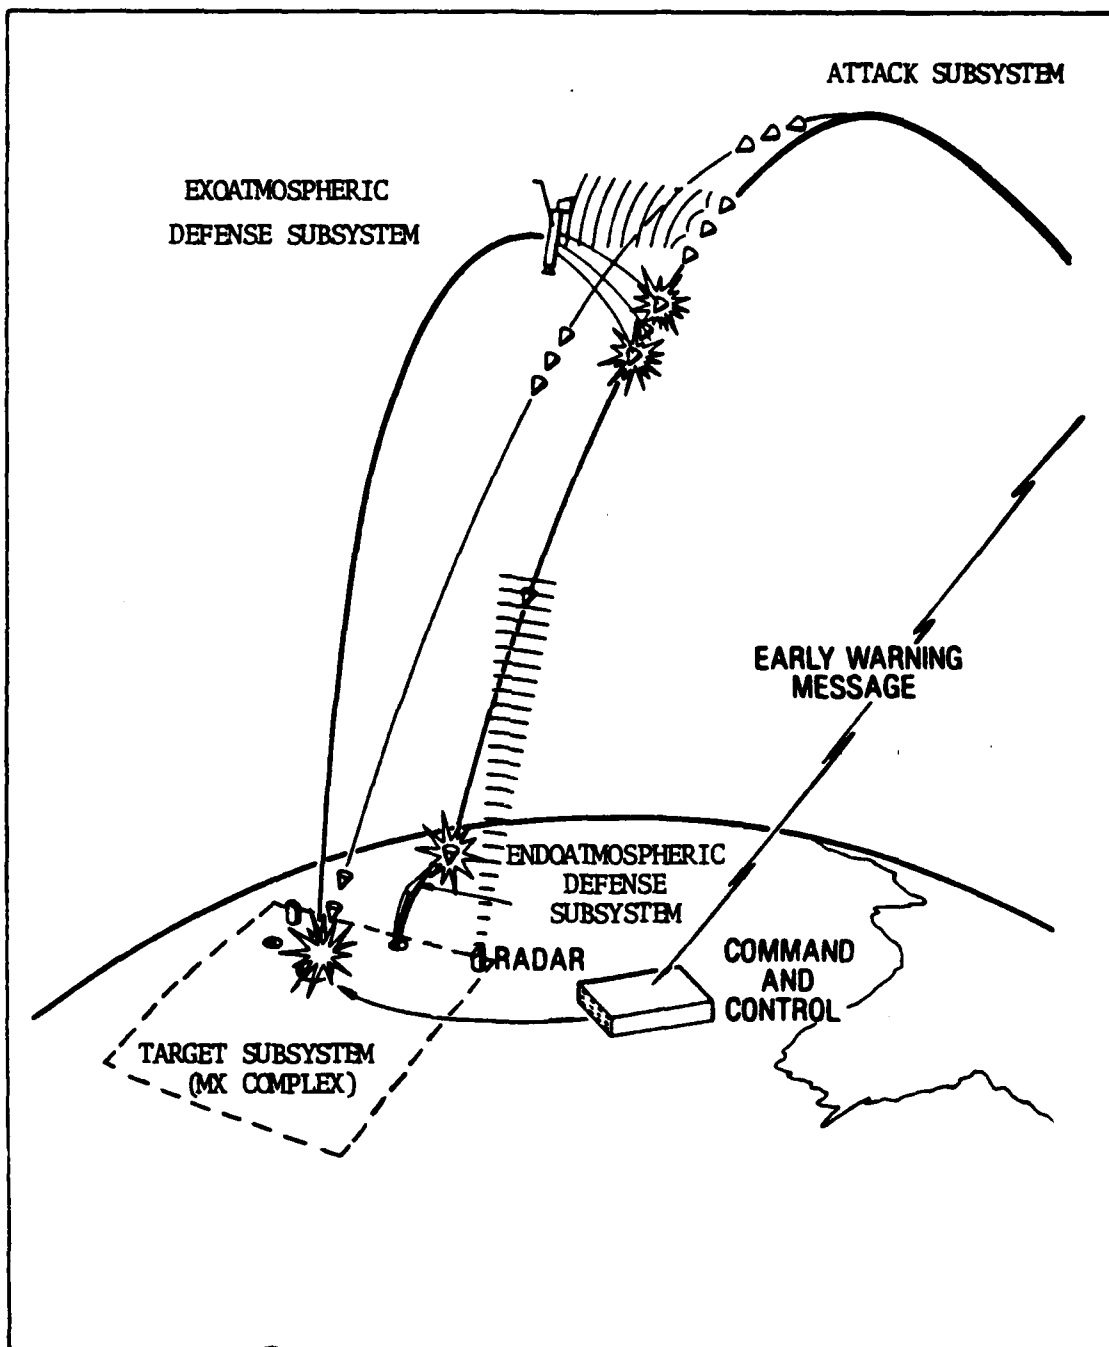 ATTACK SUBSYSTEM
EXOATMOSPHERIC
DEFENSE SUBSYSTEM
EARLY WARNING
MESSAGE
ENDOATMOSPHERIC
DEFENSE
SUBSYSTEM
RADAR
COMMAND
AND
CONTROL
TARGET SUBSYSTEM
(MX COMPLEX)